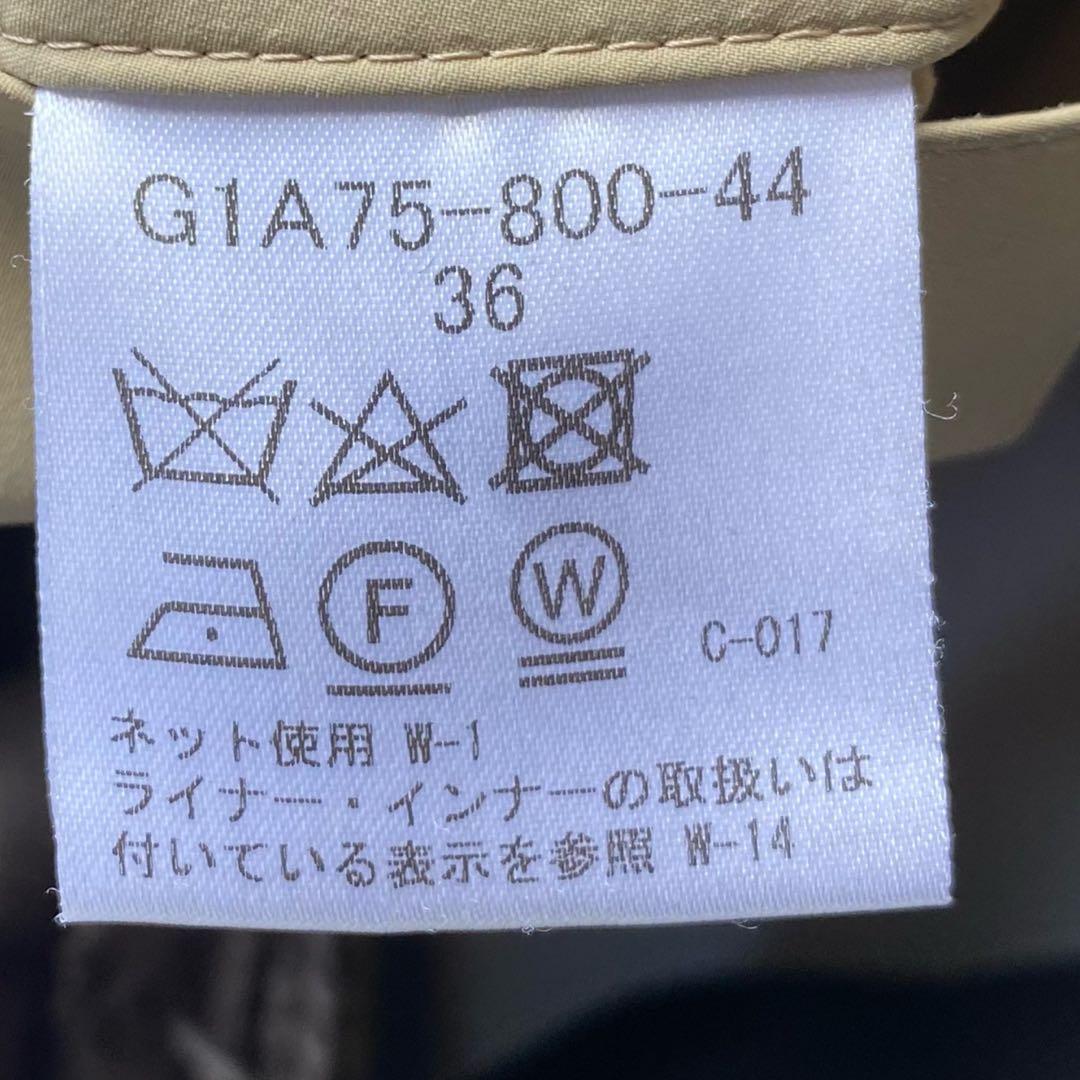 G1A75-800-44
36
F W C-017
ネット使用 W-1
ライナー・インナーの取扱いは
付いている表示を参照 W-14